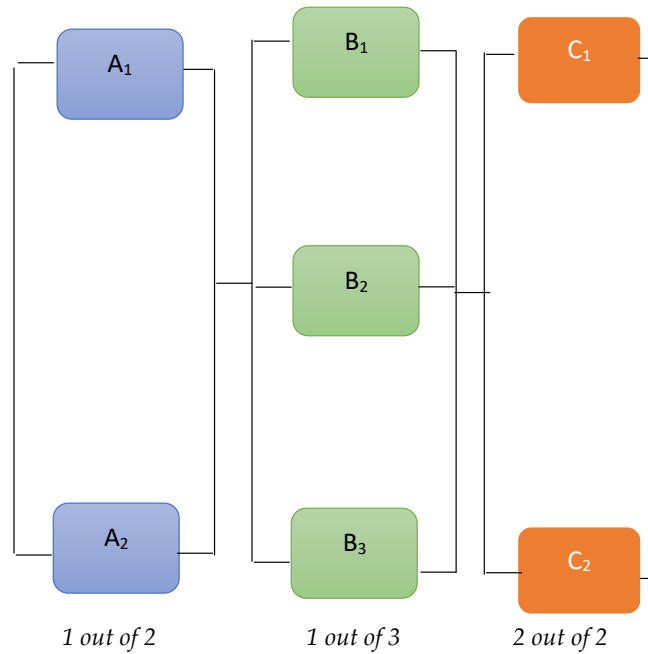 A₁
B₁
C₁
B₂
A₂
B₃
C₂
1 out of 2
1 out of 3
2 out of 2